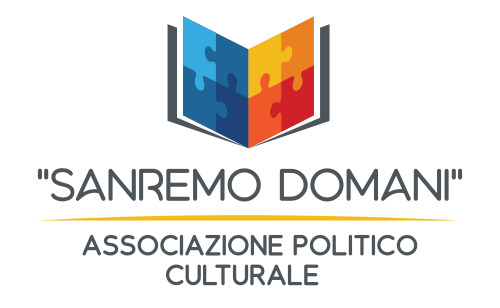 "SANREMO DOMANI"
ASSOCIAZIONE POLITICO
CULTURALE